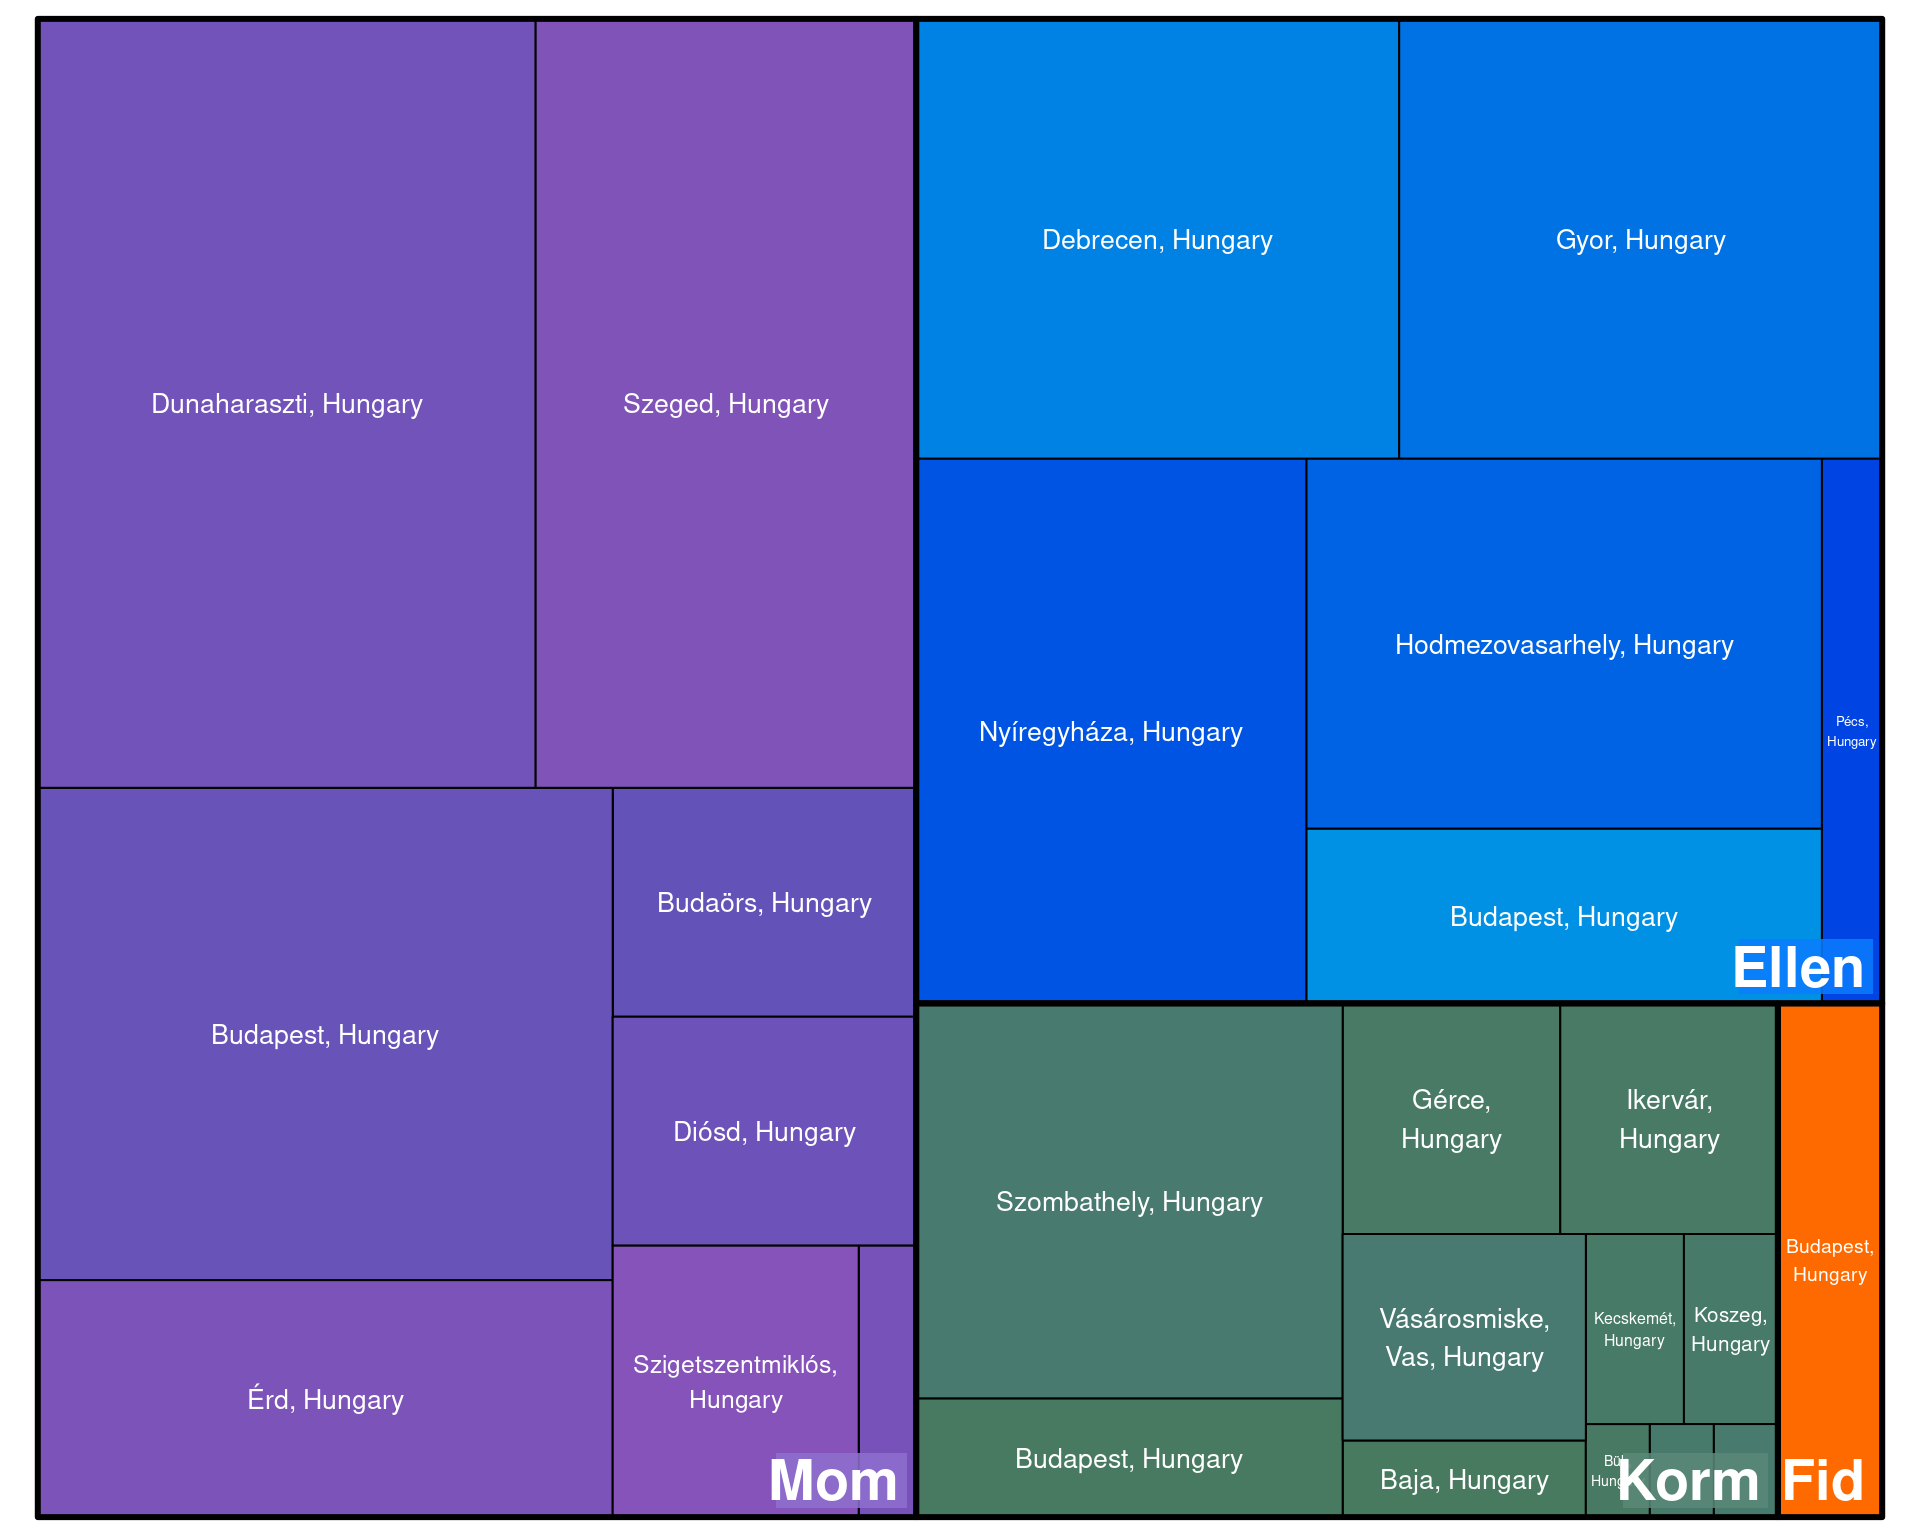 Dunaharaszti, Hungary
Szeged, Hungary
Budapest, Hungary
Budaörs, Hungary
Diósd, Hungary
Érd, Hungary
Szigetszentmiklós,
Hungary
Mom
Debrecen, Hungary
Gyor, Hungary
Nyíregyháza, Hungary
Hodmezovasarhely, Hungary
Pécs,
Hungary
Budapest, Hungary
Ellen
Szombathely, Hungary
Budapest, Hungary
Gérce,
Hungary
Ikervár,
Hungary
Vásárosmiske,
Vas, Hungary
Baja, Hungary
Kecskemét,
Hungary
Koszeg,
Hungary
Korm
Budapest,
Hungary
Fid